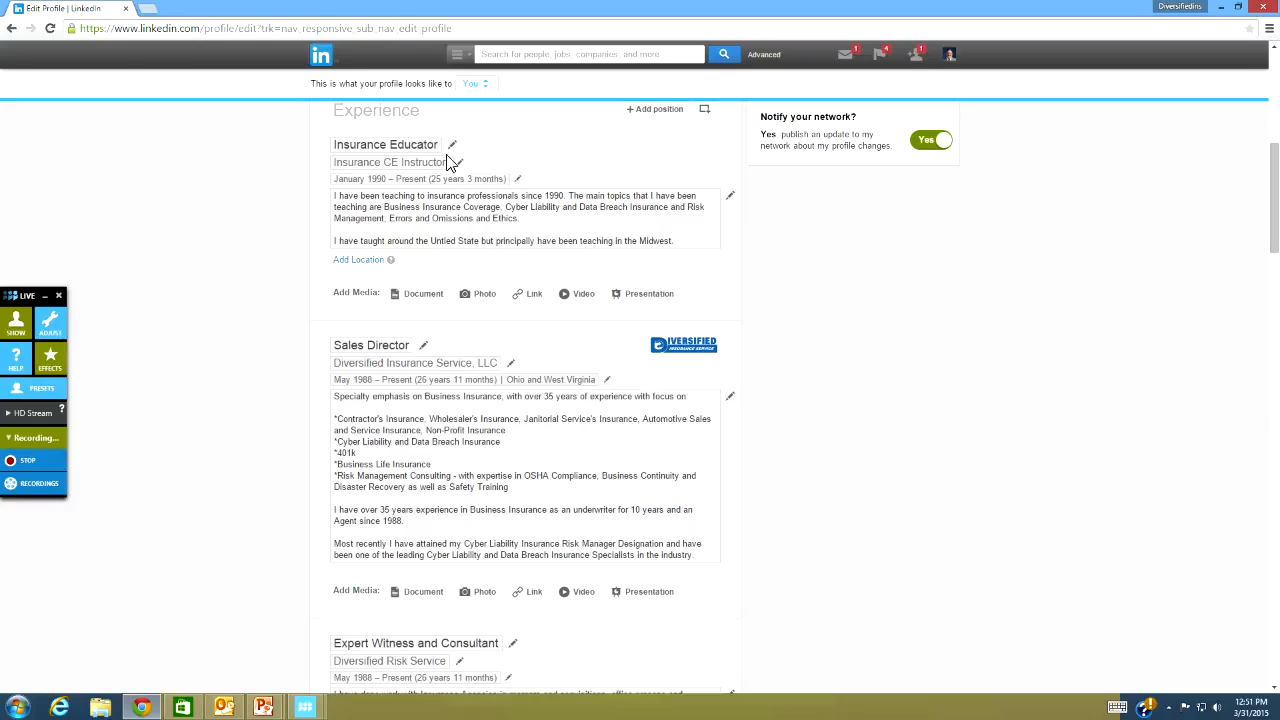 Edit Profile | LinkedIn
Diversifiedins
https://www.linkedin.com/profile/edit?trk=nav_responsive_sub_nav_edit_profile
in
Search for people, jobs, companies, and more
Advanced
1
4
1
This is what your profile looks like to You
Experience
+ Add position
Notify your network?
Yes, publish an update to my
network about my profile changes.
Yes
Insurance Educator
Insurance CE Instructor
January 1990 – Present (25 years 3 months)
I have been teaching to insurance professionals since 1990. The main topics that I have been
teaching are Business Insurance Coverage, Cyber Liability and Data Breach Insurance and Risk
Management, Errors and Omissions and Ethics.
I have taught around the Untied State but principally have been teaching in the Midwest.
Add Location ?
Add Media: Document Photo Link Video Presentation
LIVE
SHOW ADJUST
? HELP EFFECTS
PRESETS
HD Stream ?
Recording...
STOP
RECORDINGS
Sales Director
DIVERSIFIED
INSURANCE SERVICE
Diversified Insurance Service, LLC
May 1988 – Present (26 years 11 months) | Ohio and West Virginia
Specialty emphasis on Business Insurance, with over 35 years of experience with focus on:
*Contractor's Insurance, Wholesaler's Insurance, Janitorial Service's Insurance, Automotive Sales
and Service Insurance, Non-Profit Insurance
*Cyber Liability and Data Breach Insurance
*401k
*Business Life Insurance
*Risk Management Consulting - with expertise in OSHA Compliance, Business Continuity and
Disaster Recovery as well as Safety Training
I have over 35 years experience in Business Insurance as an underwriter for 10 years and an
Agent since 1988.
Most recently I have attained my Cyber Liability Insurance Risk Manager Designation and have
been one of the leading Cyber Liability and Data Breach Insurance Specialists in the industry.
Add Media: Document Photo Link Video Presentation
Expert Witness and Consultant
Diversified Risk Service
May 1988 – Present (26 years 11 months)
12:51 PM
3/31/2015